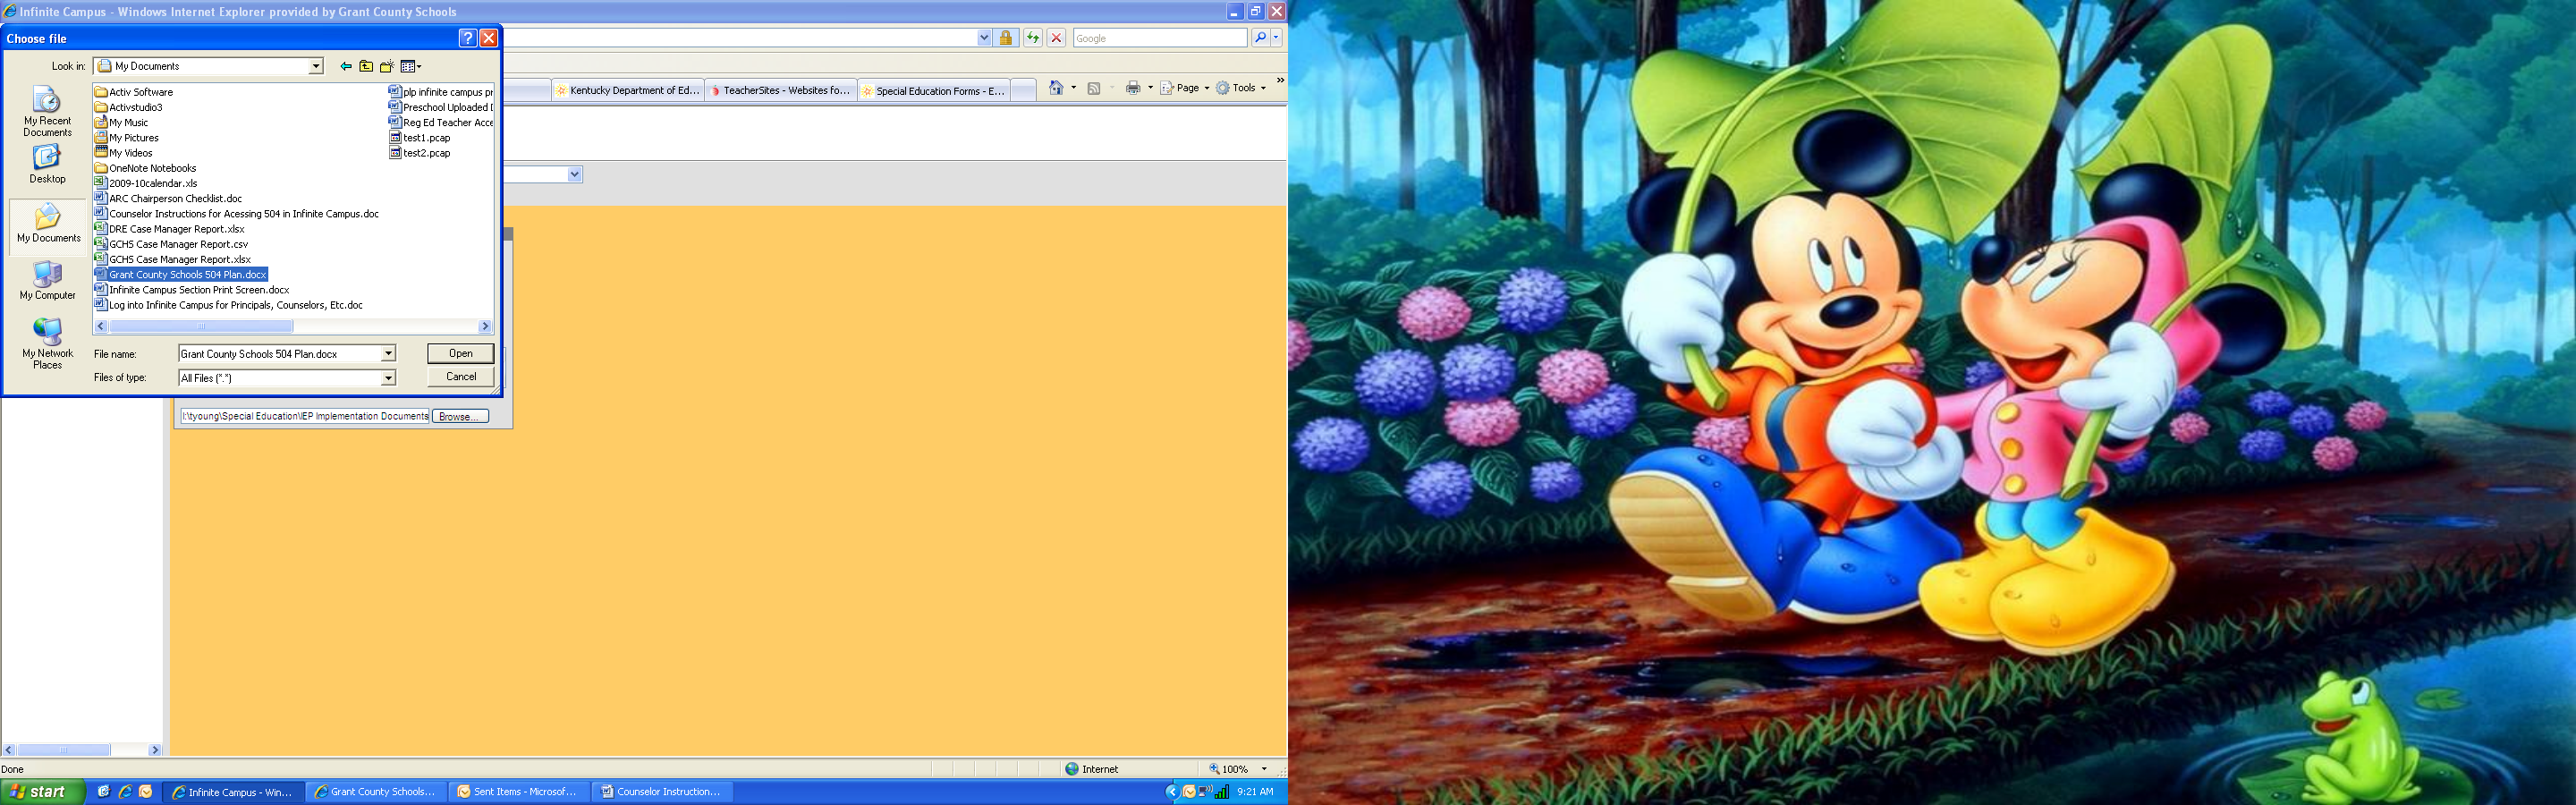 Infinite Campus - Windows Internet Explorer provided by Grant County Schools
Choose file
Google
Look in:
My Documents
Kentucky Department of Ed...
TeacherSites - Websites fo...
Special Education Forms - E...
Page
Tools
My Recent Documents
Desktop
My Documents
My Computer
My Network Places
Activ Software
Activstudio3
My Music
My Pictures
My Videos
OneNote Notebooks
2009-10calendar.xls
ARC Chairperson Checklist.doc
Counselor Instructions for Acessing 504 in Infinite Campus.doc
DRE Case Manager Report.xlsx
GCHS Case Manager Report.csv
GCHS Case Manager Report.xlsx
Grant County Schools 504 Plan.docx
Infinite Campus Section Print Screen.docx
Log into Infinite Campus for Principals, Counselors, Etc.doc
plp infinite campus pr
Preschool Uploaded D
Reg Ed Teacher Acce
test1.pcap
test2.pcap
File name:
Grant County Schools 504 Plan.docx
Open
Files of type:
All Files (*.*)
Cancel
I:\tyoung\Special Education\IEP Implementation Documents
Browse...
Done
Internet
100%
start
Infinite Campus - Win...
Grant County Schools...
Sent Items - Microsof...
Counselor Instruction...
9:21 AM